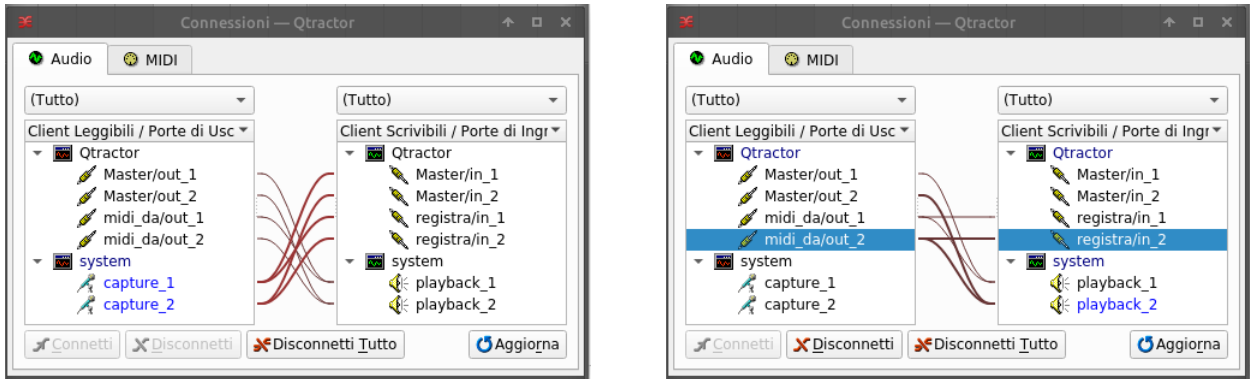 Connessioni — Qtractor
Audio
MIDI
(Tutto)
(Tutto)
Client Leggibili / Porte di Usc
Client Scrivibili / Porte di Ingr
Qtractor
Master/out_1
Master/out_2
midi_da/out_1
midi_da/out_2
system
capture_1
capture_2
Qtractor
Master/in_1
Master/in_2
registra/in_1
registra/in_2
system
playback_1
playback_2
Connetti
Disconnetti
Disconnetti Tutto
Aggiorna
Connessioni — Qtractor
Audio
MIDI
(Tutto)
(Tutto)
Client Leggibili / Porte di Usc
Client Scrivibili / Porte di Ingr
Qtractor
Master/out_1
Master/out_2
midi_da/out_1
midi_da/out_2
system
capture_1
capture_2
Qtractor
Master/in_1
Master/in_2
registra/in_1
registra/in_2
system
playback_1
playback_2
Connetti
Disconnetti
Disconnetti Tutto
Aggiorna